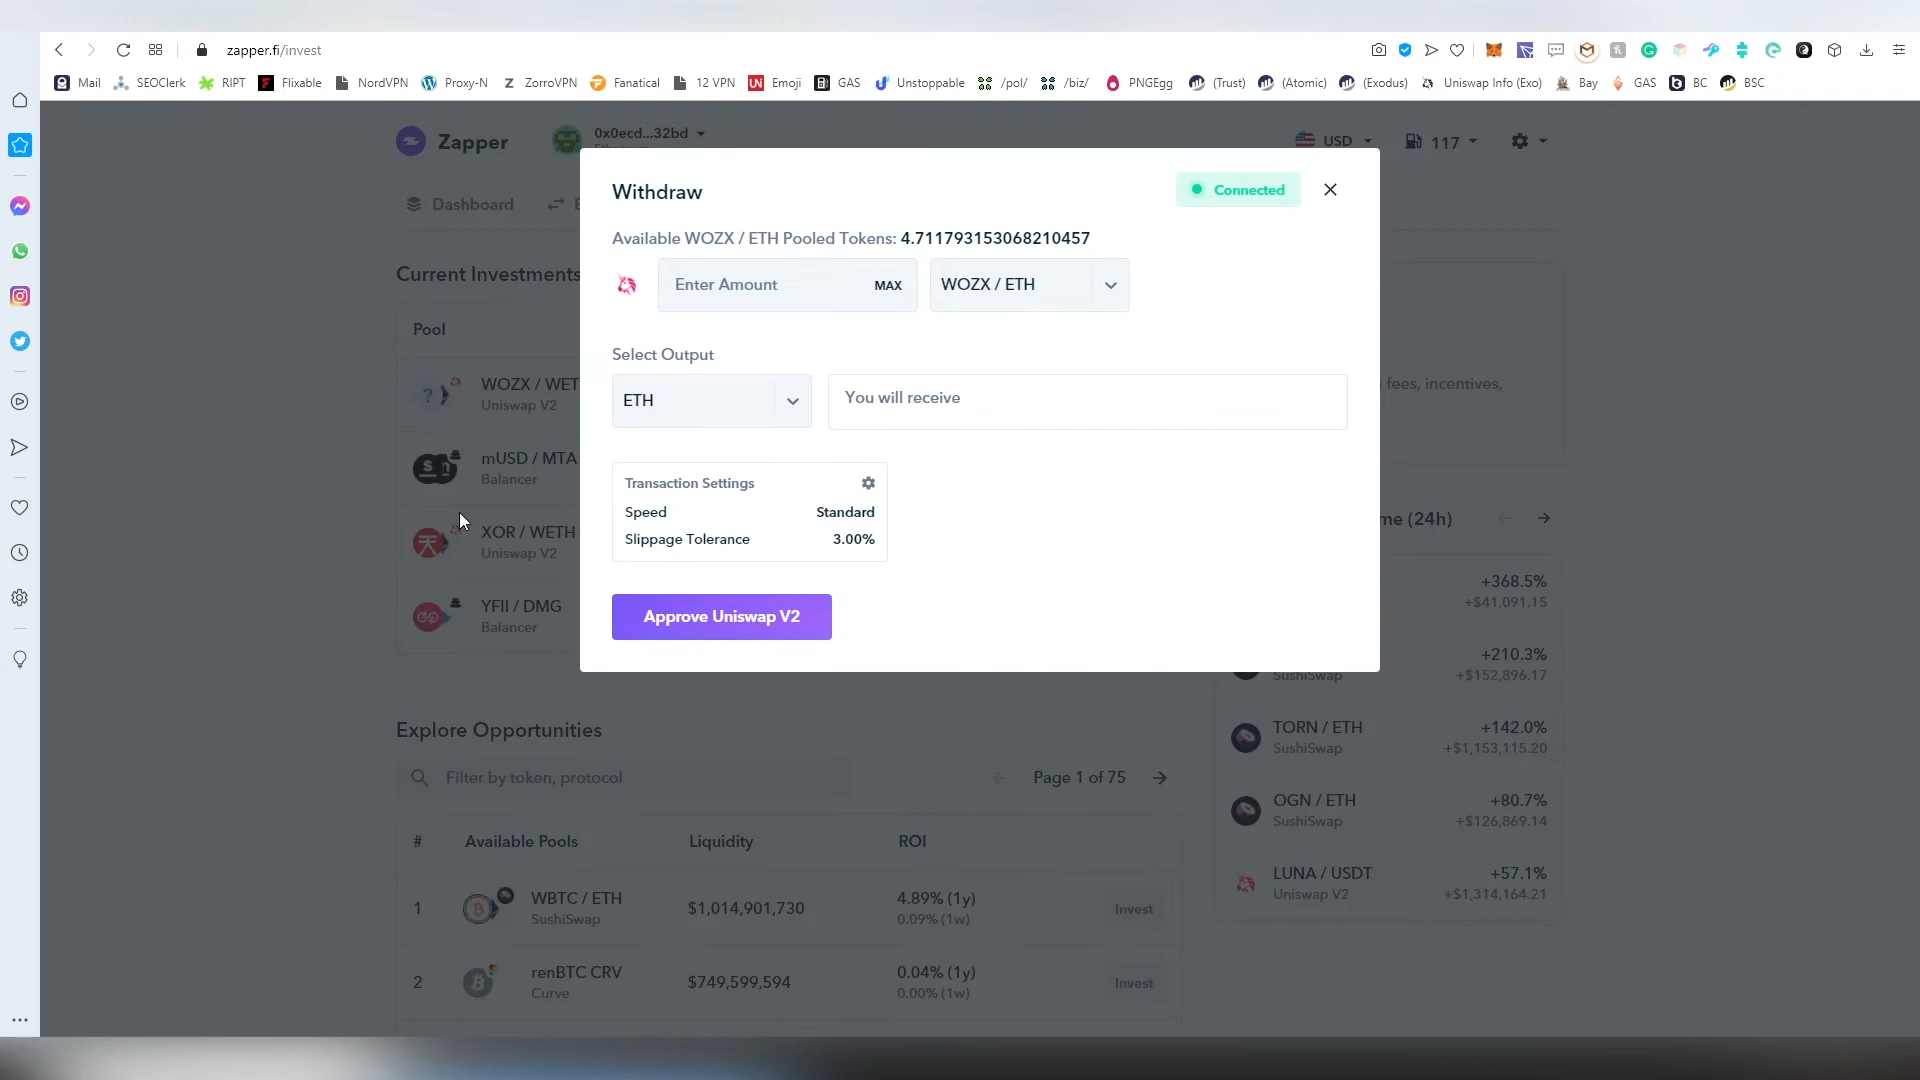 zapper.fi/invest
Mail SEOClerk RIPT Flixable NordVPN Proxy-N ZorroVPN Fanatical 12 VPN Emoji GAS Unstoppable /pol/ /biz/ PNGEgg (Trust) (Atomic) (Exodus) Uniswap Info (Exo) Bay GAS BC BSC
Zapper
0x0ecd...32bd
USD 117
Dashboard
Withdraw
Connected
Available WOZX / ETH Pooled Tokens: 4.711793153068210457
Enter Amount MAX WOZX / ETH
Select Output
ETH
You will receive
Transaction Settings
Speed Standard
Slippage Tolerance 3.00%
Approve Uniswap V2
Current Investments
Pool
WOZX / WET
Uniswap V2
mUSD / MTA
Balancer
XOR / WETH
Uniswap V2
YFII / DMG
Balancer
fees, incentives,
me (24h)
+368.5%
+$41,091.15
+210.3%
SushiSwap +$152,896.17
TORN / ETH +142.0%
SushiSwap +$1,153,115.20
OGN / ETH +80.7%
SushiSwap +$126,869.14
LUNA / USDT +57.1%
Uniswap V2 +$1,314,164.21
Explore Opportunities
Filter by token, protocol
Page 1 of 75
# Available Pools Liquidity ROI
1 WBTC / ETH $1,014,901,730 4.89% (1y) Invest
SushiSwap 0.09% (1w)
2 renBTC CRV $749,599,594 0.04% (1y) Invest
Curve 0.00% (1w)